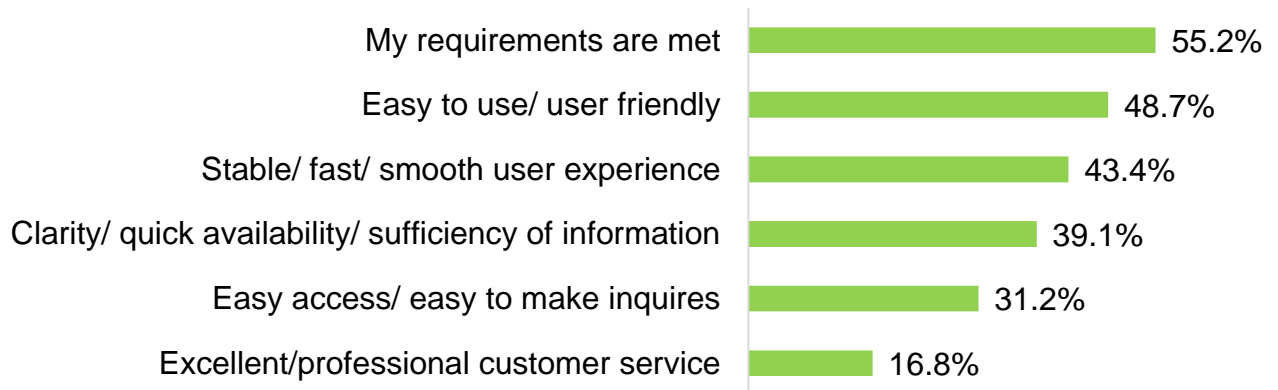 My requirements are met 55.2%
Easy to use/ user friendly 48.7%
Stable/ fast/ smooth user experience 43.4%
Clarity/ quick availability/ sufficiency of information 39.1%
Easy access/ easy to make inquires 31.2%
Excellent/professional customer service 16.8%